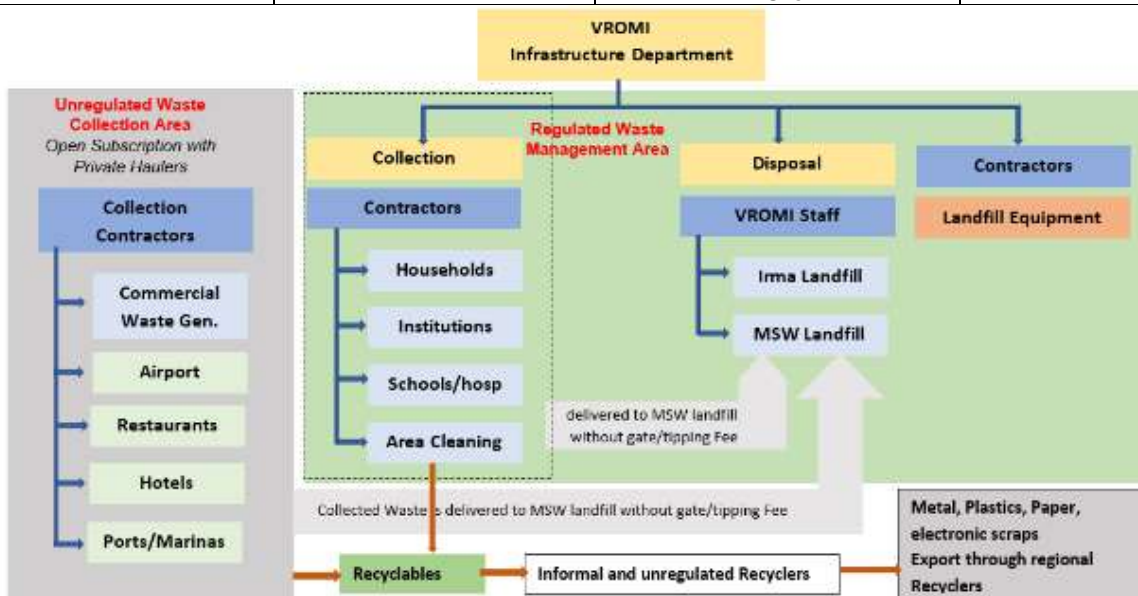 VROMI
Infrastructure Department
Unregulated Waste
Collection Area
Open Subscription with
Private Haulers
Collection
Contractors
Commercial
Waste Gen.
Airport
Restaurants
Hotels
Ports/Marinas
Regulated Waste
Management Area
Collection
Contractors
Households
Institutions
Schools/hosp
Area Cleaning
Disposal
VROMI Staff
Irma Landfill
MSW Landfill
Contractors
Landfill Equipment
delivered to MSW landfill
without gate/tipping Fee
Collected Waste is delivered to MSW landfill without gate/tipping Fee
Recyclables
Informal and unregulated Recyclers
Metal, Plastics, Paper,
electronic scraps
Export through regional
Recyclers